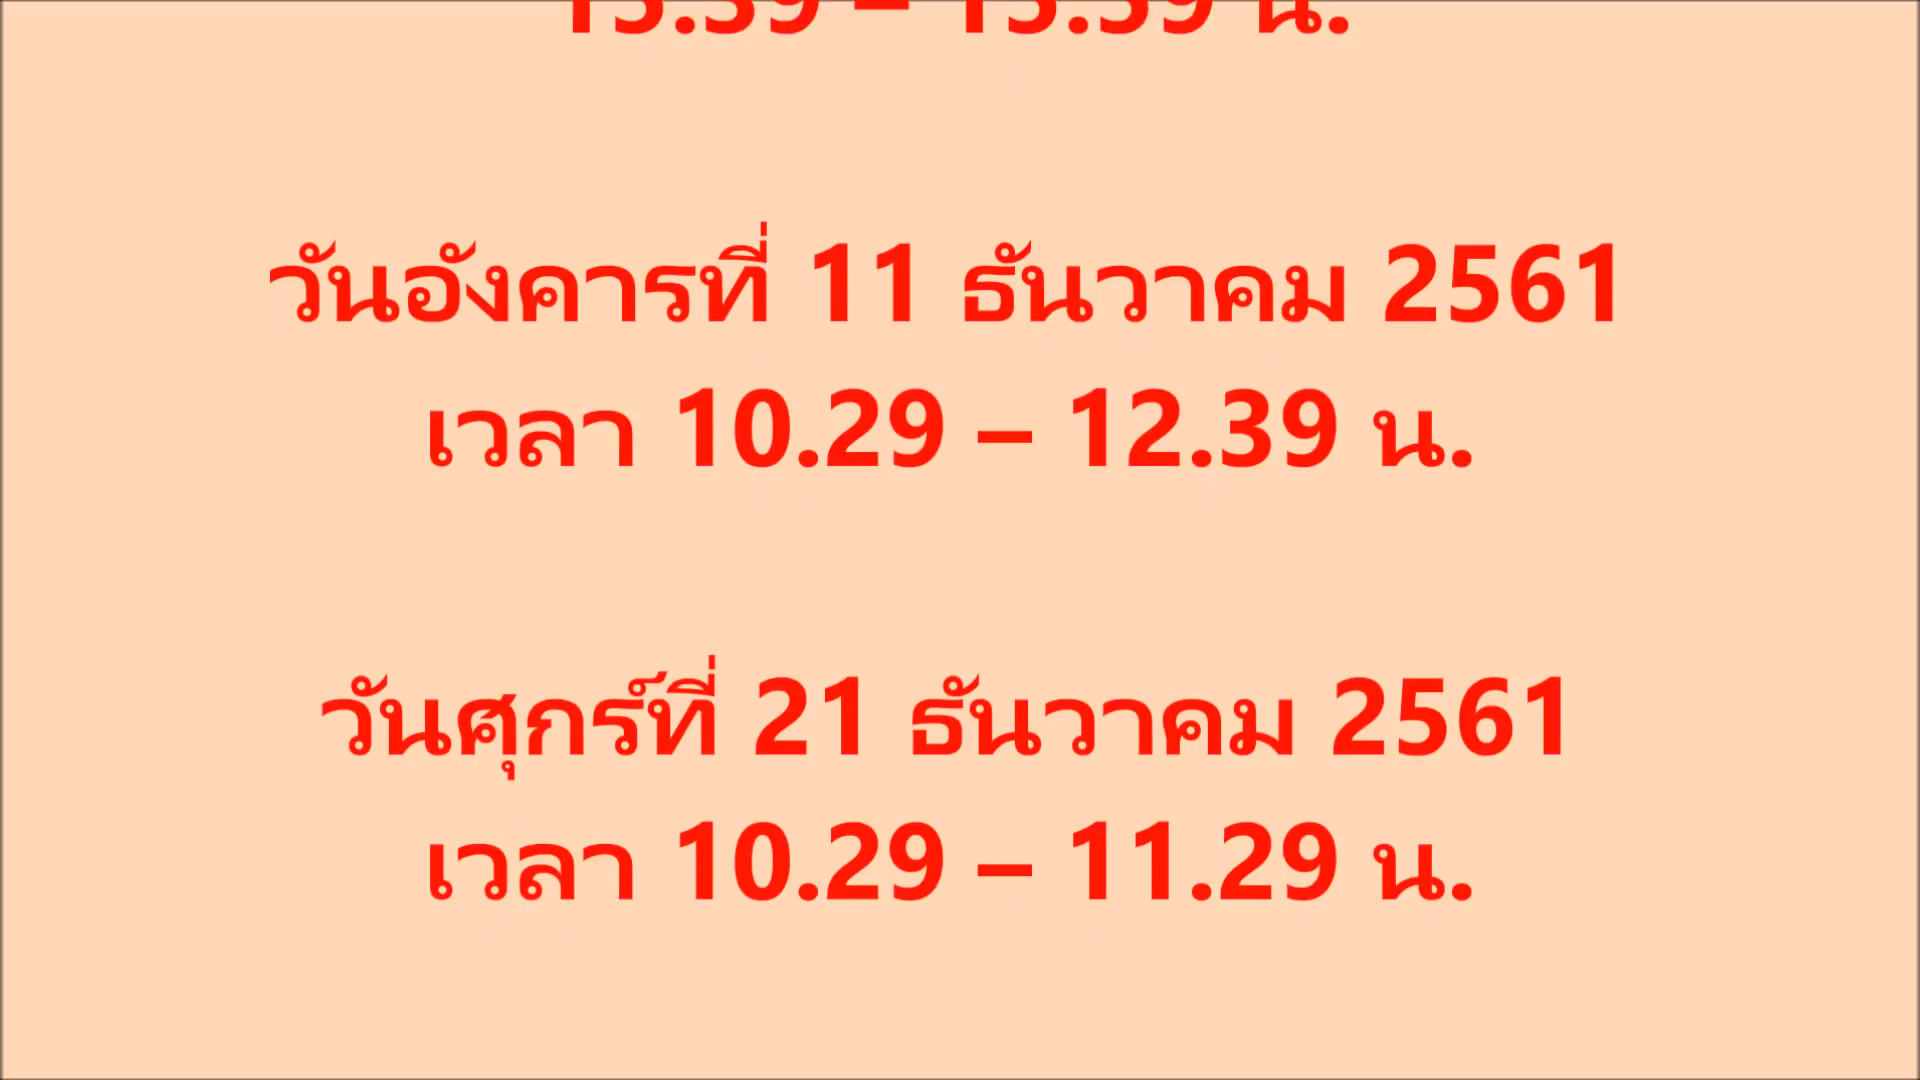 วันอังคารที่ 11 ธันวาคม 2561
เวลา 10.29 – 12.39 น.
วันศุกร์ที่ 21 ธันวาคม 2561
เวลา 10.29 – 11.29 น.